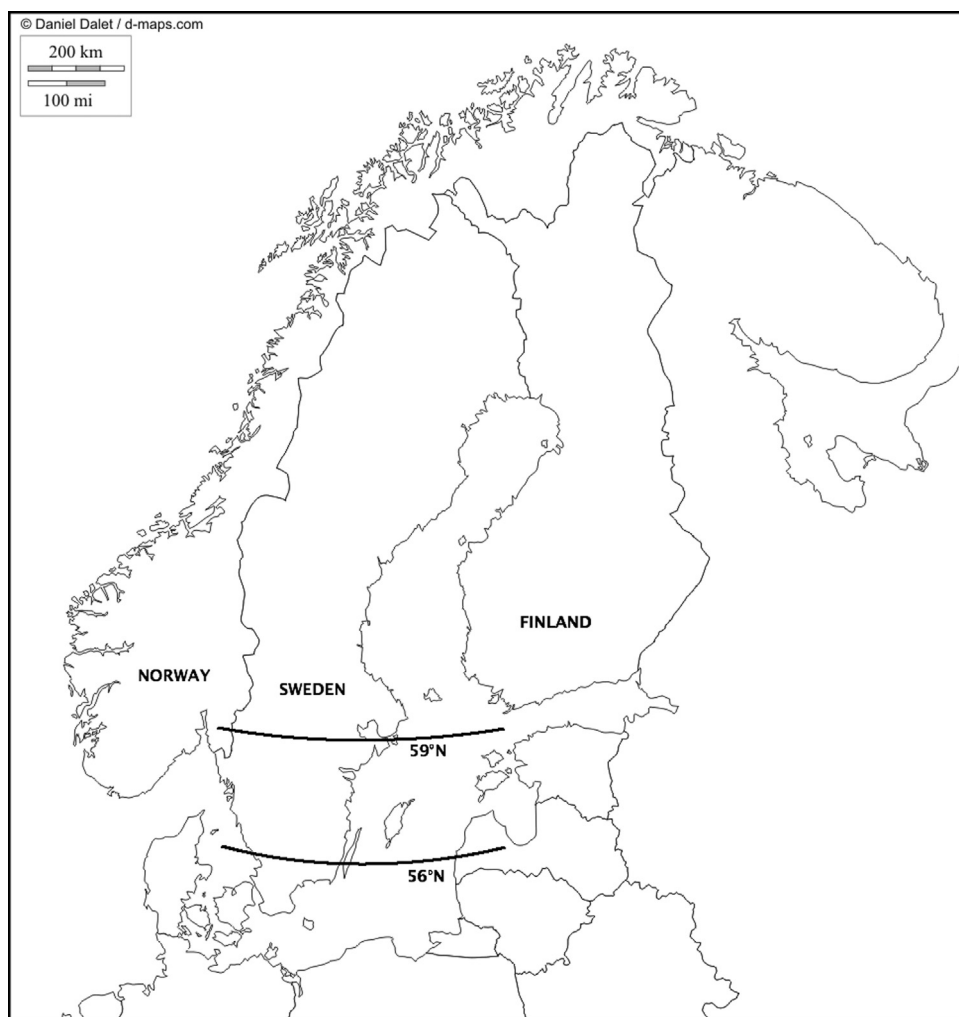 © Daniel Dalet / d-maps.com
200 km
100 mi
FINLAND
NORWAY
SWEDEN
59°N
56°N